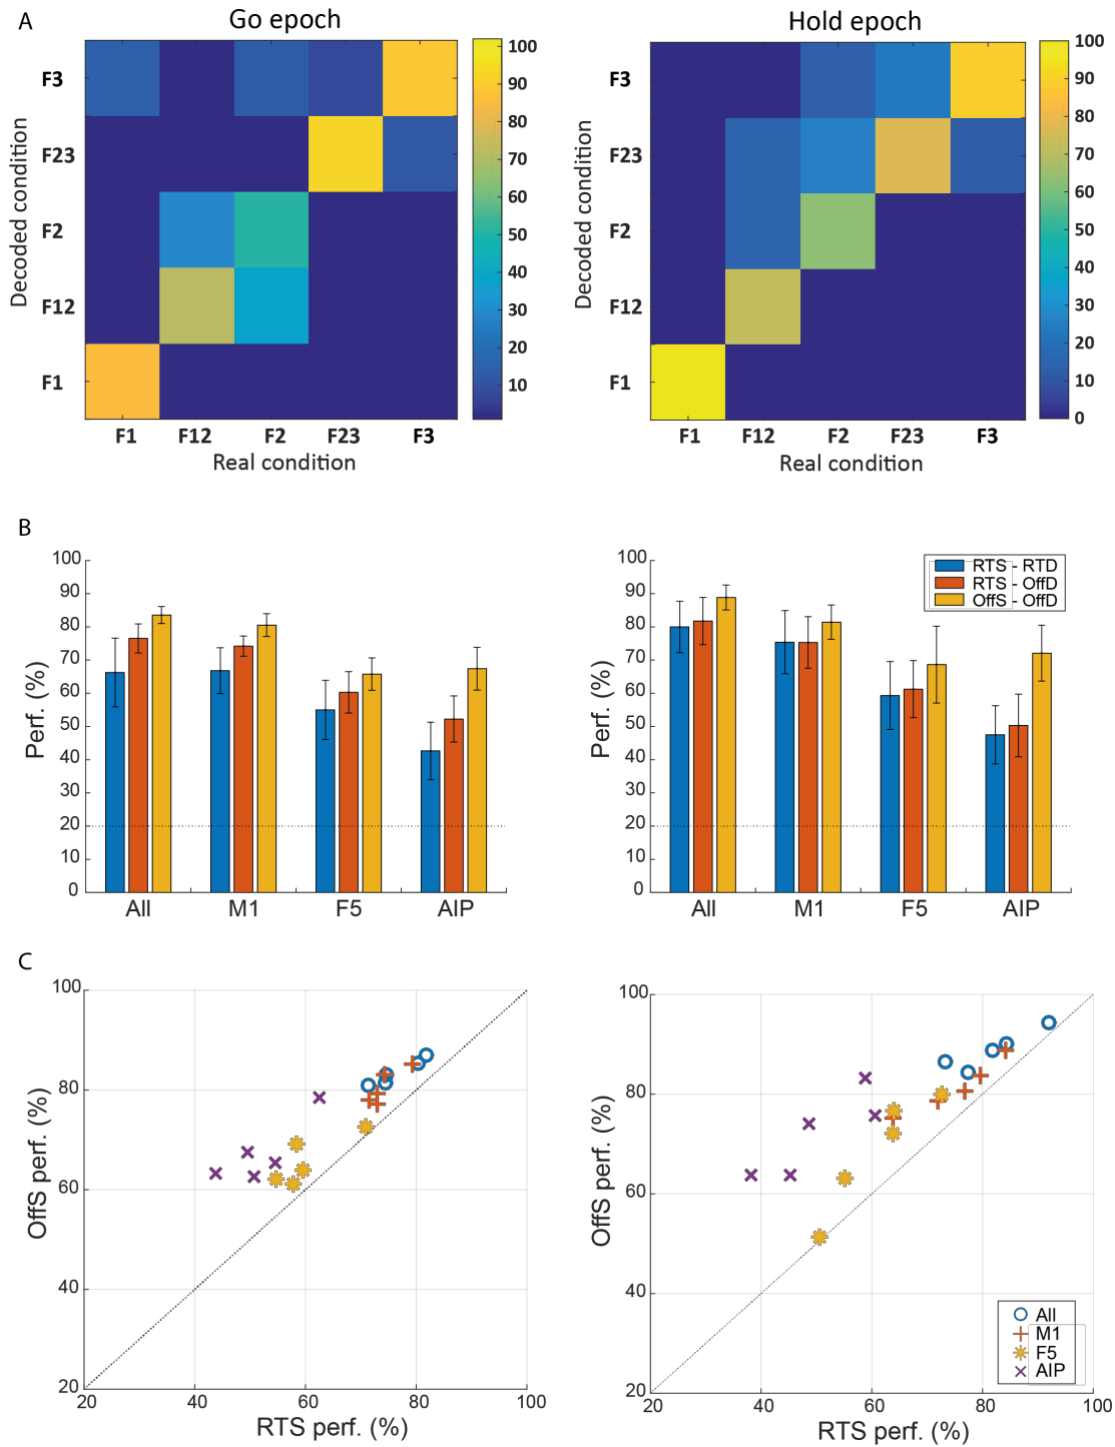 A
Go epoch
Hold epoch
Decoded condition
F3
F23
F2
F12
F1
F1 F12 F2 F23 F3
Real condition
100
90
80
70
60
50
40
30
20
10
Decoded condition
F3
F23
F2
F12
F1
F1 F12 F2 F23 F3
Real condition
100
90
80
70
60
50
40
30
20
10
0
B
Perf. (%)
100
90
80
70
60
50
40
30
20
10
0
All M1 F5 AIP
Perf. (%)
100
90
80
70
60
50
40
30
20
10
0
All M1 F5 AIP
RTS - RTD
RTS - OffD
OffS - OffD
C
OffS perf. (%)
100
80
60
40
20
20 40 60 80 100
RTS perf. (%)
OffS perf. (%)
100
80
60
40
20
20 40 60 80 100
RTS perf. (%)
All
M1
F5
AIP